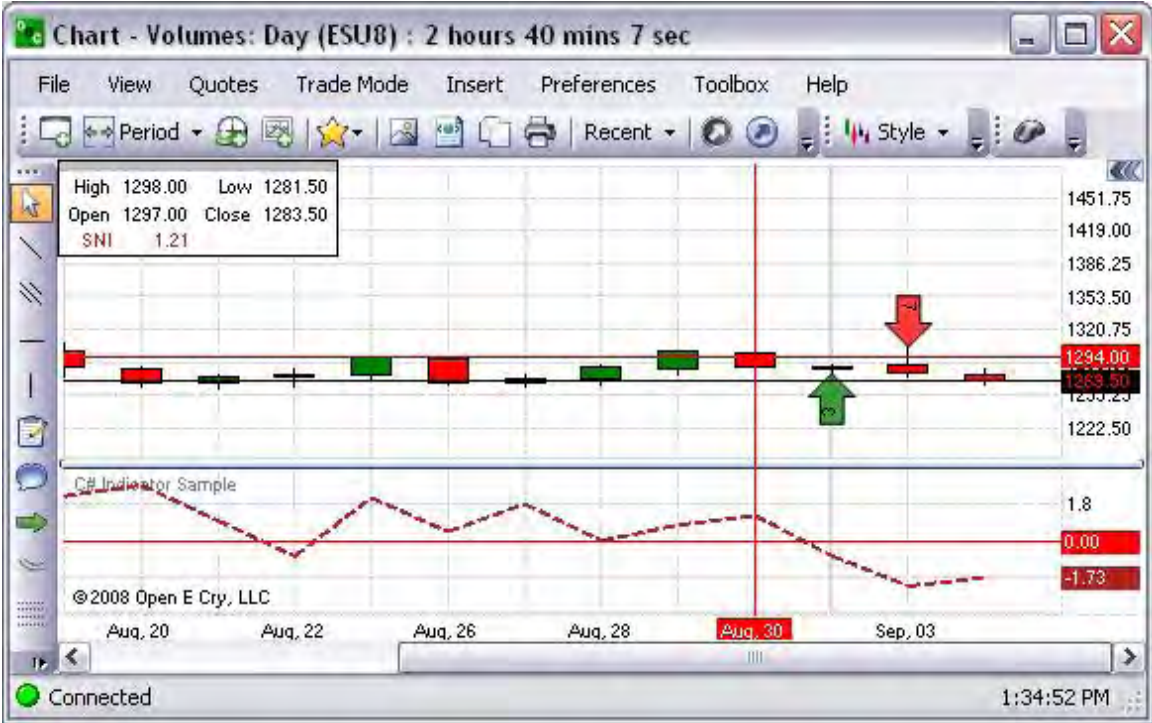 Chart - Volumes: Day (ESU8) : 2 hours 40 mins 7 sec
File View Quotes Trade Mode Insert Preferences Toolbox Help
Period Recent Style
High 1298.00 Low 1281.50
Open 1297.00 Close 1283.50
SNI 1.21
1451.75
1419.00
1386.25
1353.50
1320.75
1294.00
1269.50
1222.50
C# Indicator Sample
1.8
0.00
-1.73
©2008 Open E Cry, LLC
Aug, 20 Aug, 22 Aug, 26 Aug, 28 Aug, 30 Sep, 03
Connected 1:34:52 PM